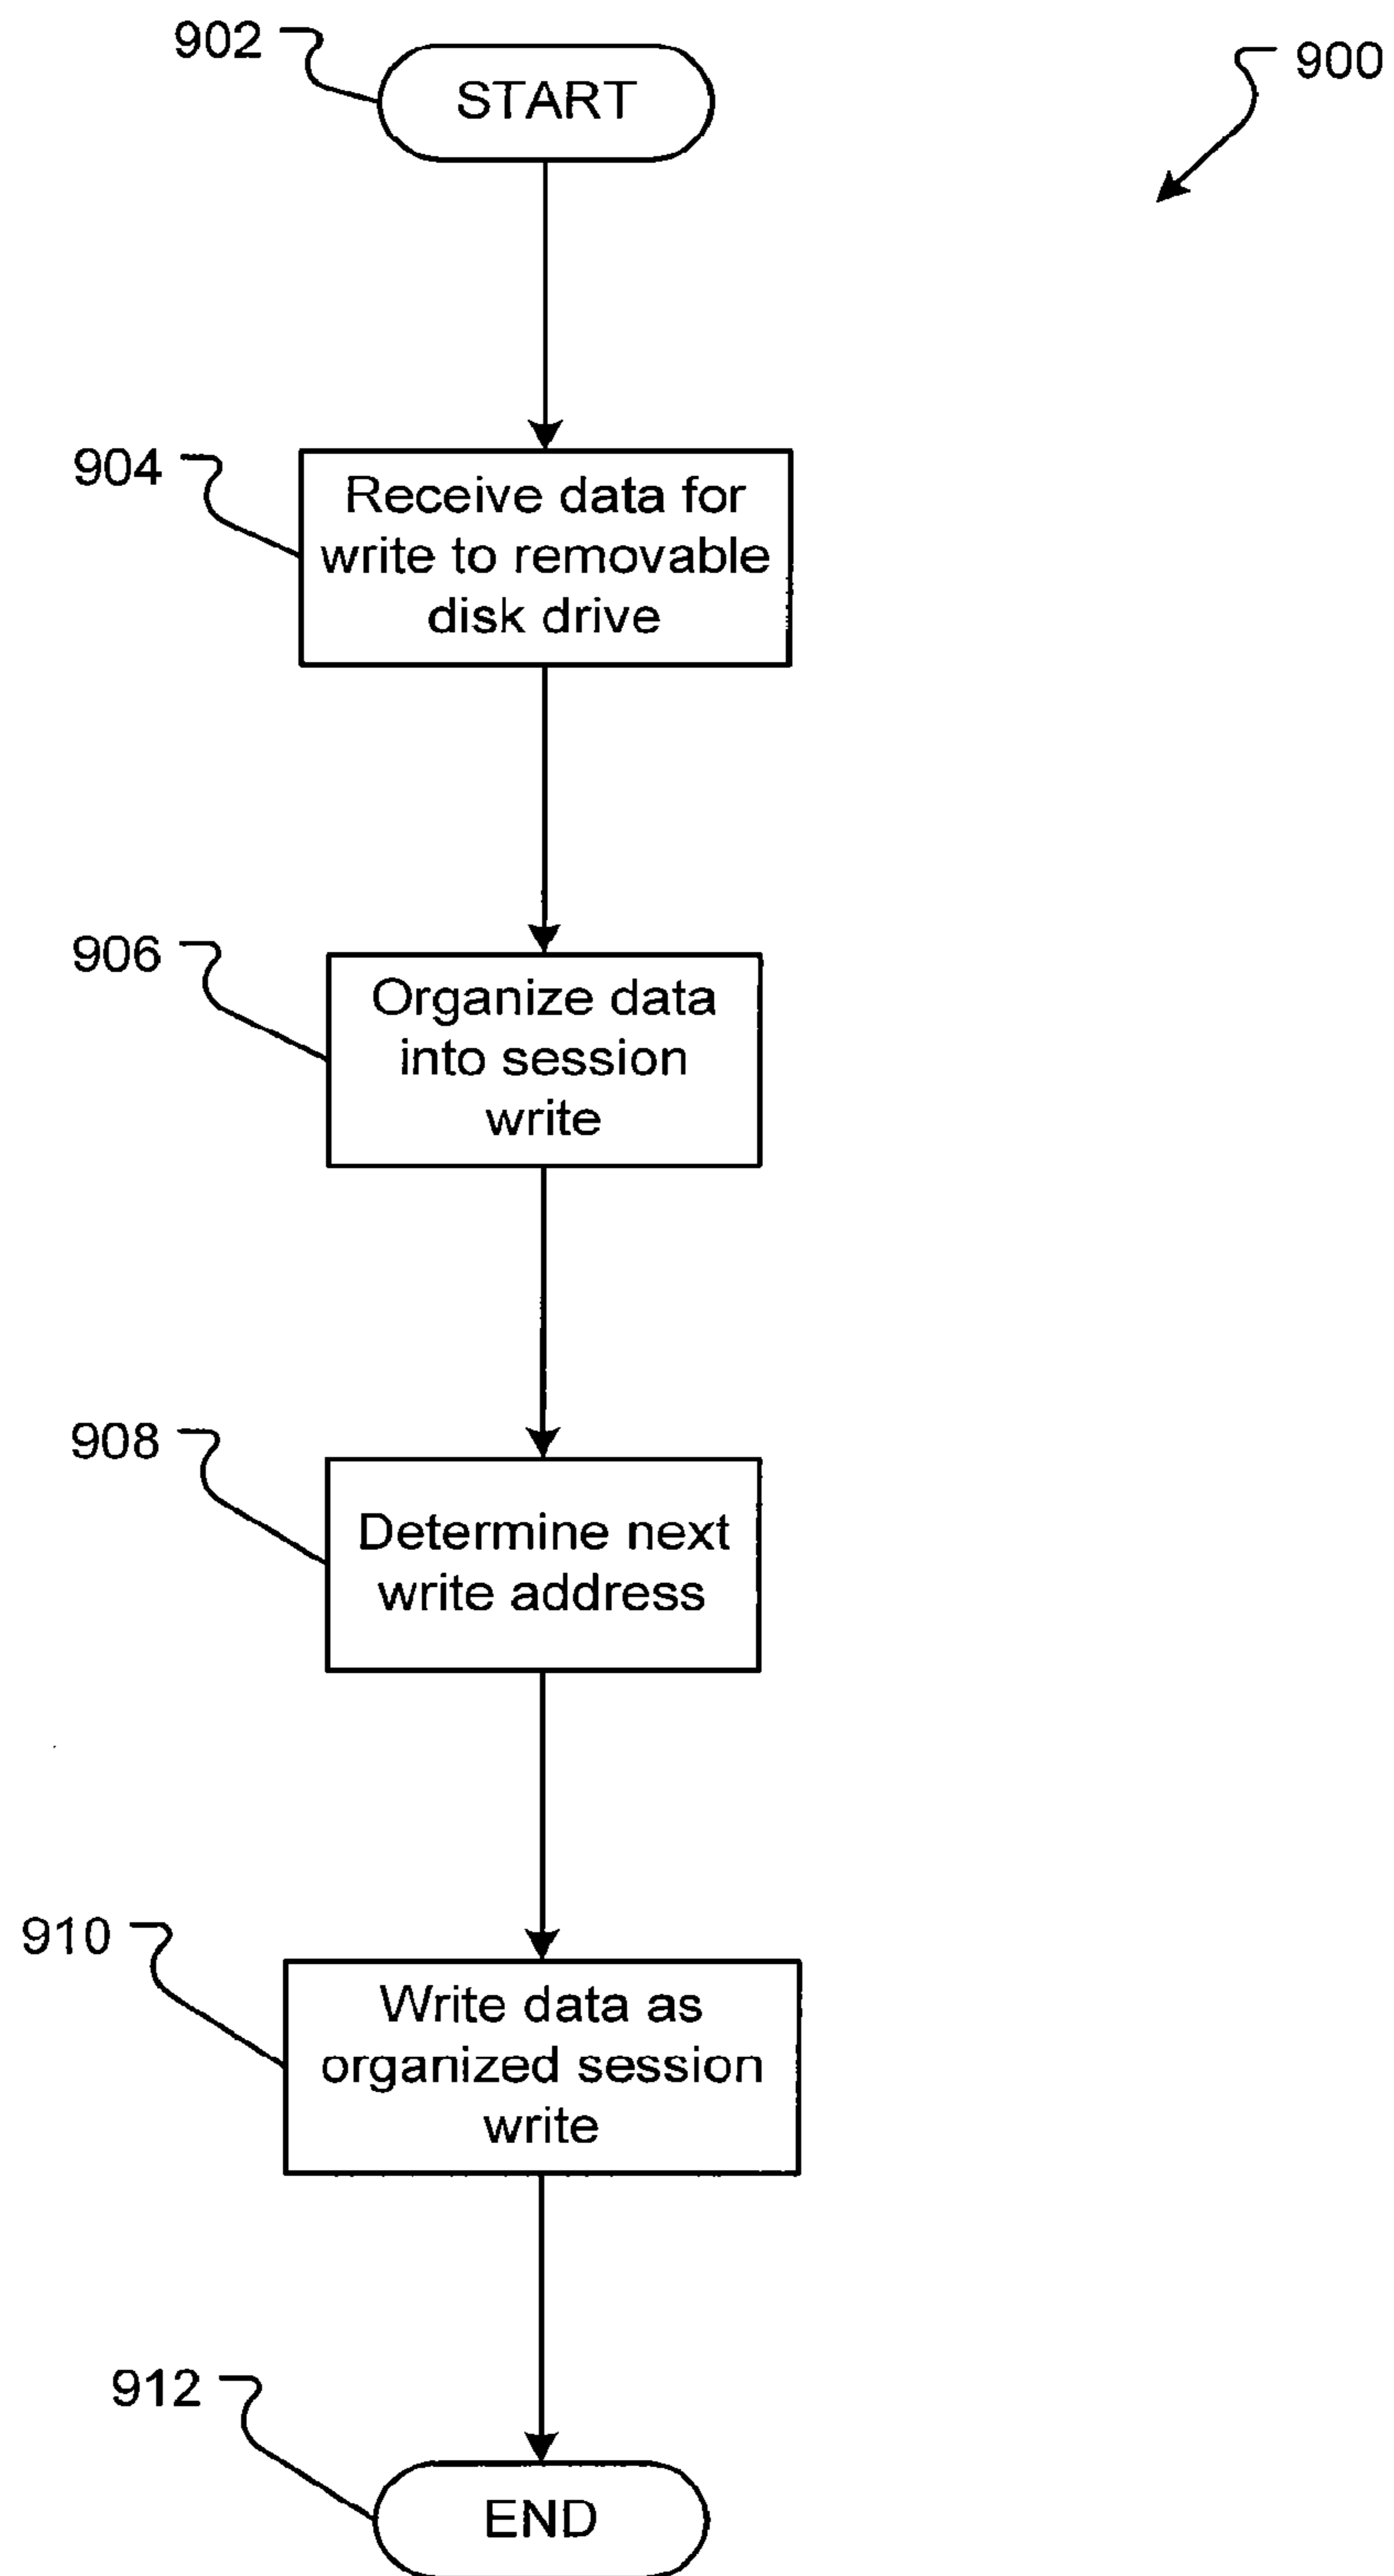 902
START
900
904
Receive data for
write to removable
disk drive
906
Organize data
into session
write
908
Determine next
write address
910
Write data as
organized session
write
912
END